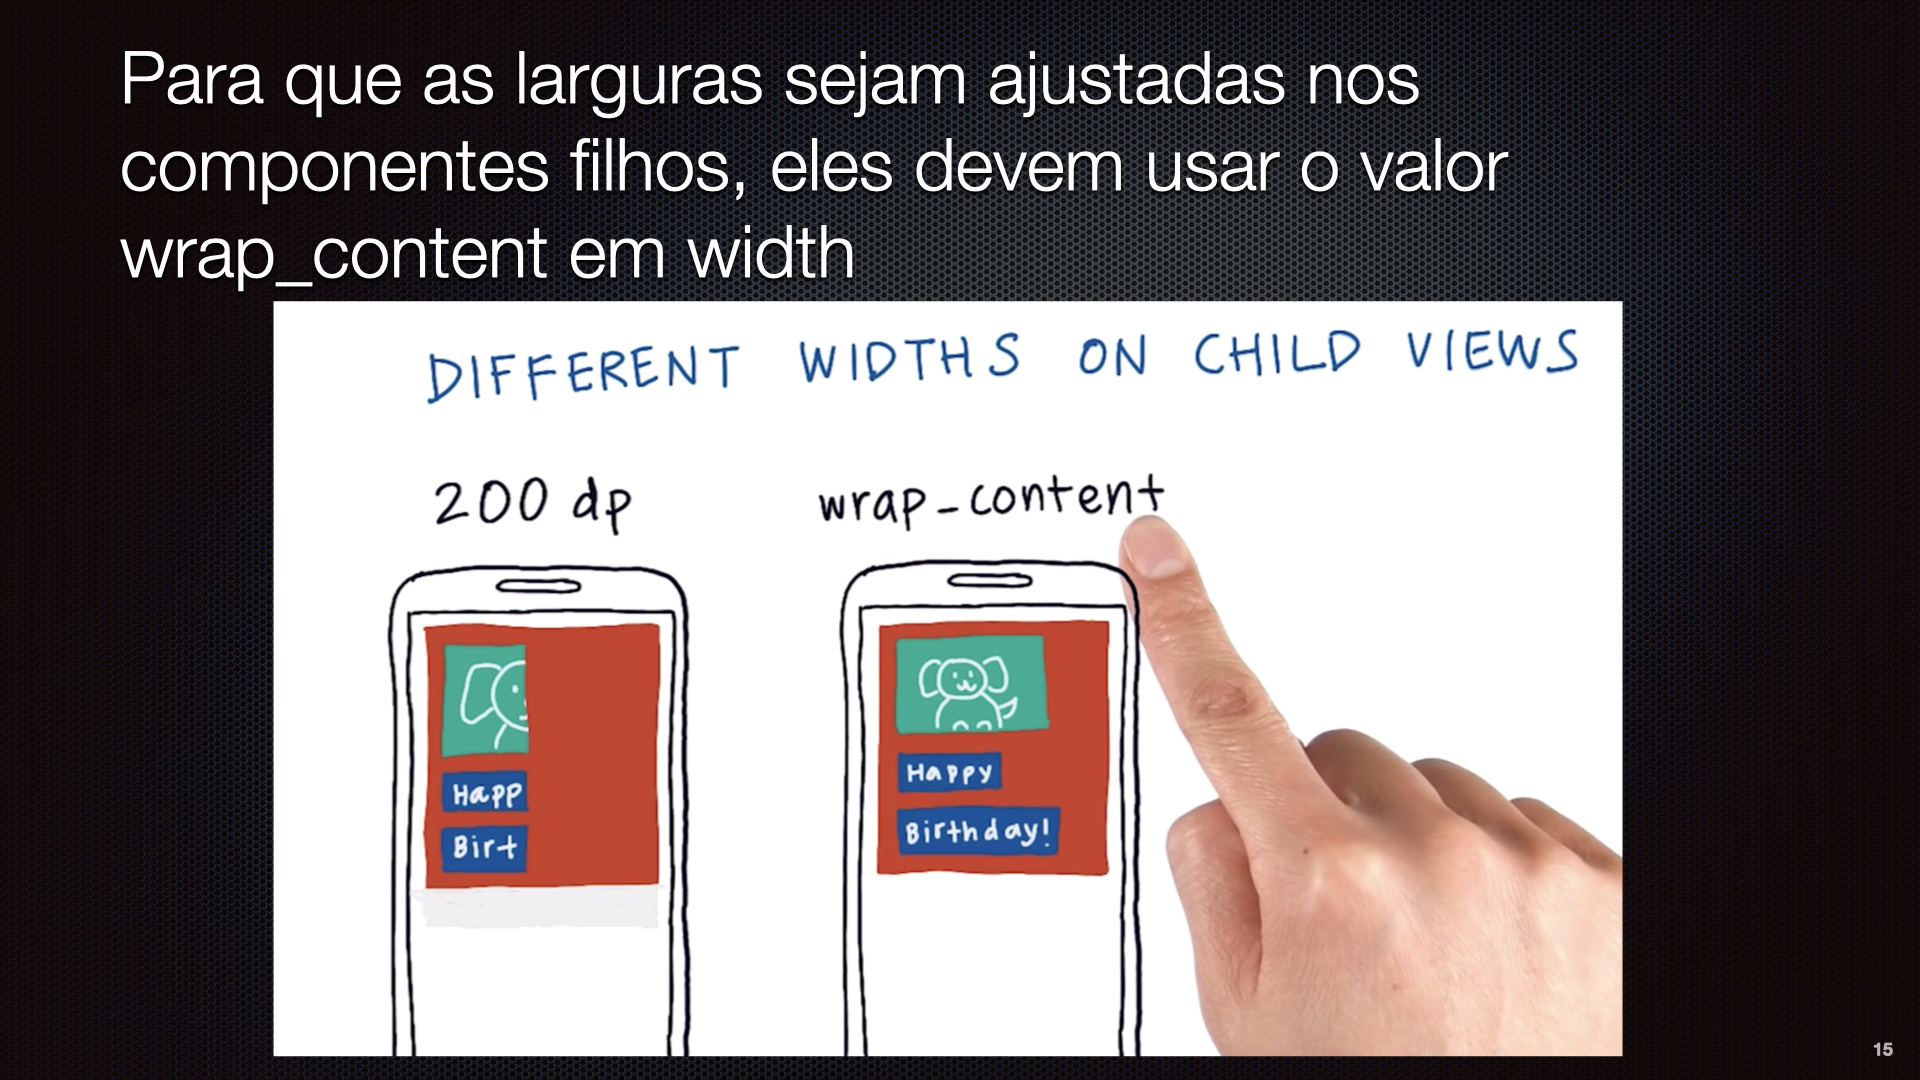 Para que as larguras sejam ajustadas nos
componentes filhos, eles devem usar o valor
wrap_content em width
DIFFERENT WIDTHS ON CHILD VIEWS
200 dp
wrap-content
Happ
Birt
Happy
Birthday!
15